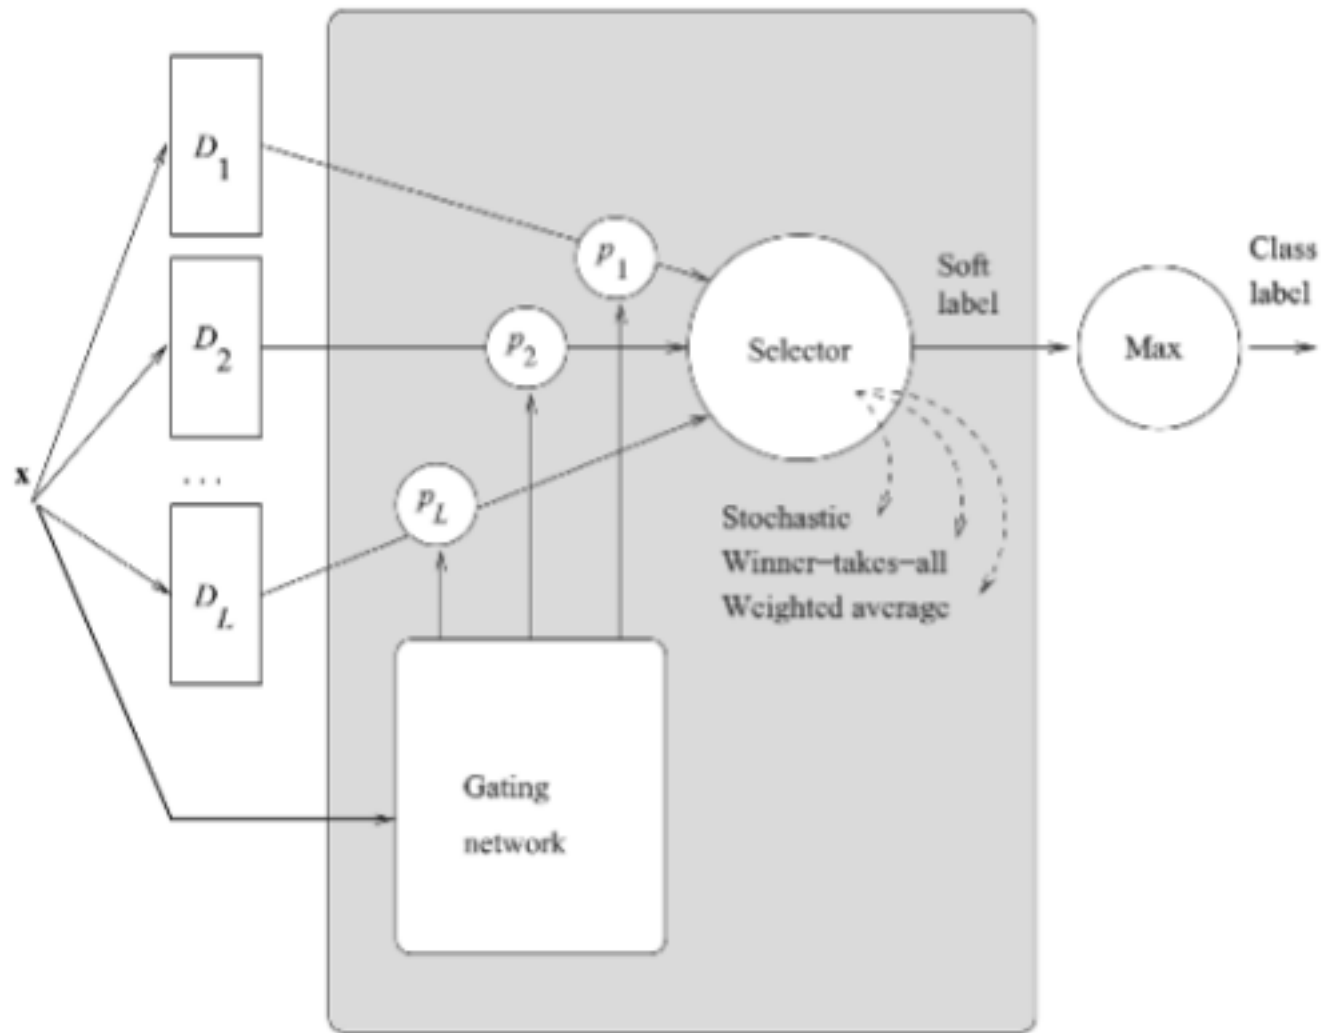 D1
p1
Soft
label
Class
label
D2
p2
Selector
Max
x
...
pL
DL
Stochastic
Winner-takes-all
Weighted average
Gating
network